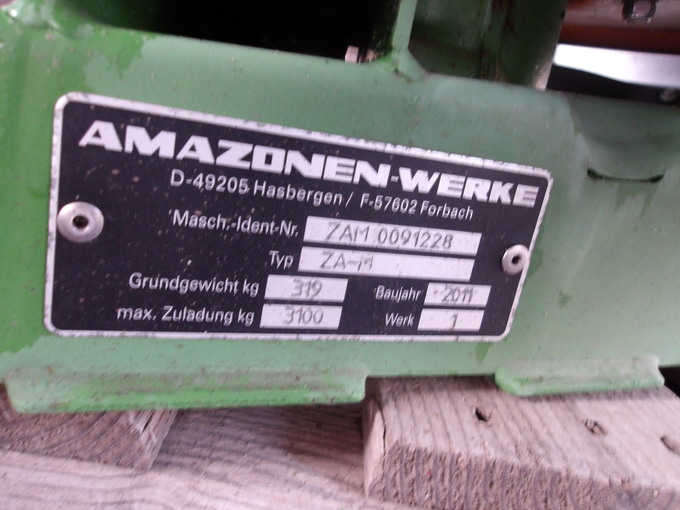 AMAZONEN-WERKE
D-49205 Hasbergen / F-57602 Forbach
Masch.-Ident-Nr. ZAM 0091228
Typ ZA-M
Grundgewicht kg 319 Baujahr 2011
max. Zuladung kg 3100 Werk 1